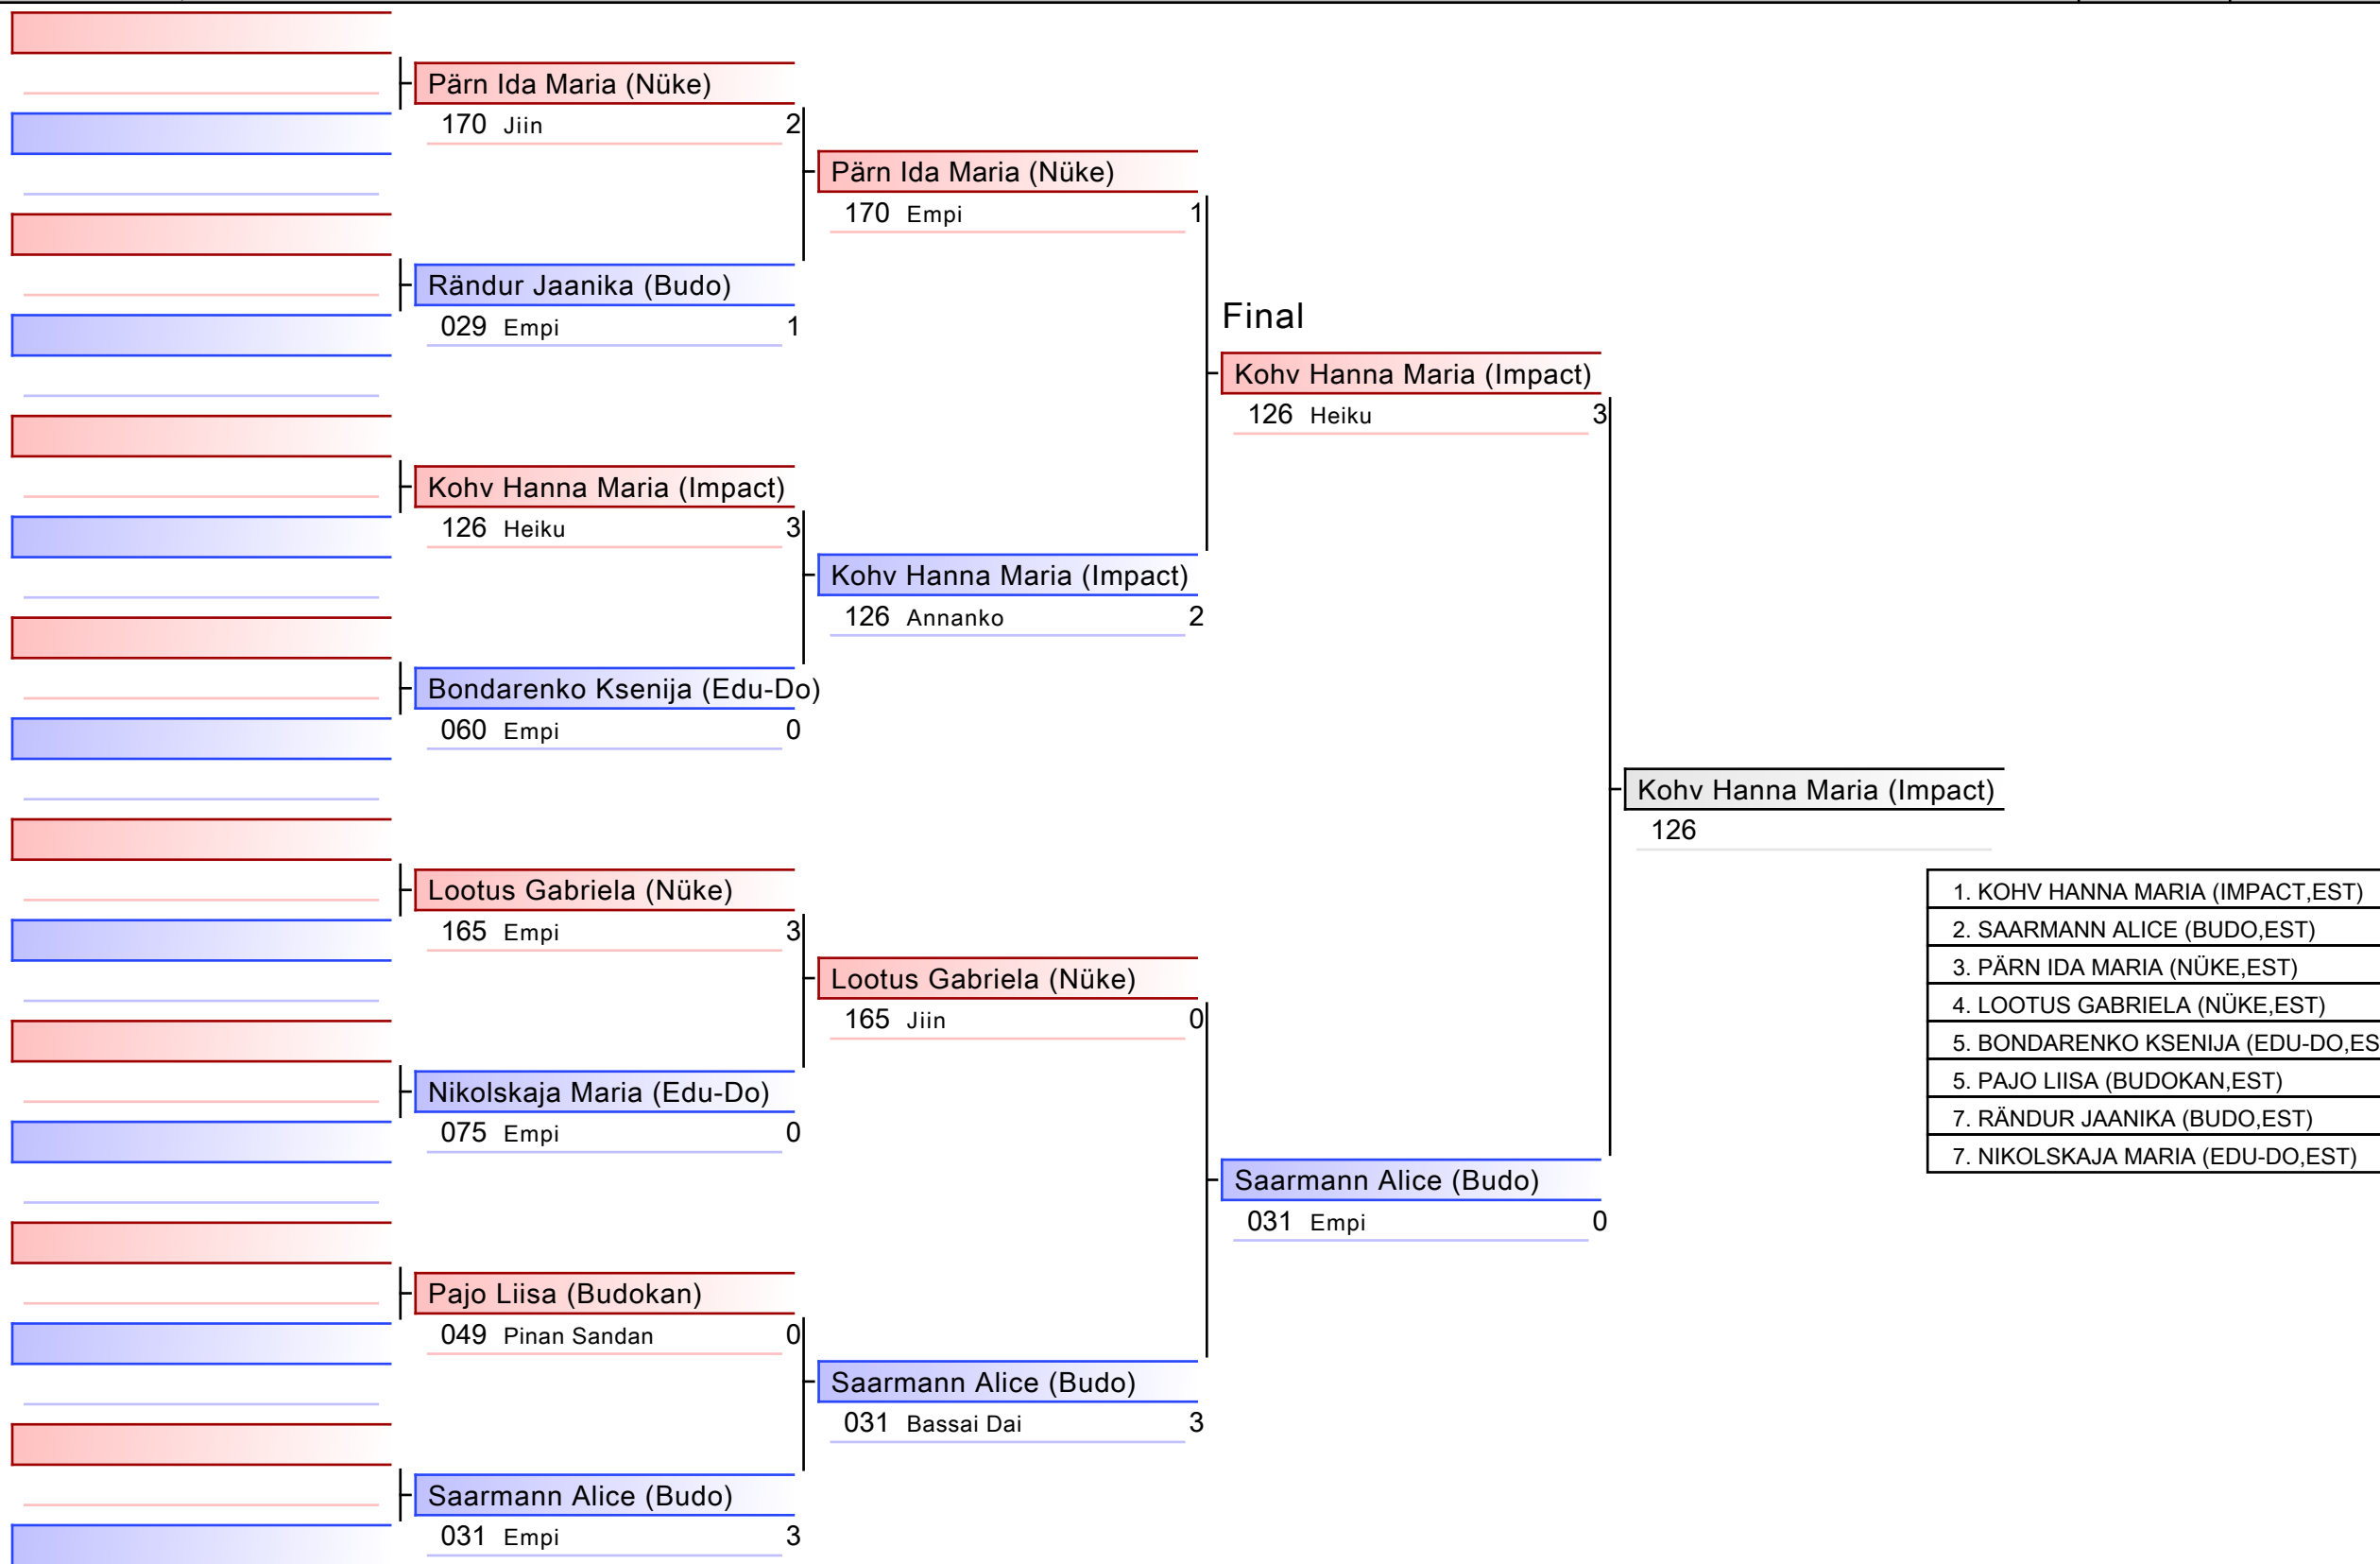 Pärn Ida Maria (Nüke)
170 Jiin 2
Rändur Jaanika (Budo)
029 Empi 1
Kohv Hanna Maria (Impact)
126 Heiku 3
Bondarenko Ksenija (Edu-Do)
060 Empi 0
Lootus Gabriela (Nüke)
165 Empi 3
Nikolskaja Maria (Edu-Do)
075 Empi 0
Pajo Liisa (Budokan)
049 Pinan Sandan 0
Saarmann Alice (Budo)
031 Empi 3
Pärn Ida Maria (Nüke)
170 Empi 1
Kohv Hanna Maria (Impact)
126 Annanko 2
Lootus Gabriela (Nüke)
165 Jiin 0
Saarmann Alice (Budo)
031 Bassai Dai 3
Final
Kohv Hanna Maria (Impact)
126 Heiku 3
Saarmann Alice (Budo)
031 Empi 0
Kohv Hanna Maria (Impact)
126
1. KOHV HANNA MARIA (IMPACT,EST)
2. SAARMANN ALICE (BUDO,EST)
3. PÄRN IDA MARIA (NÜKE,EST)
4. LOOTUS GABRIELA (NÜKE,EST)
5. BONDARENKO KSENIJA (EDU-DO,ES
5. PAJO LIISA (BUDOKAN,EST)
7. RÄNDUR JAANIKA (BUDO,EST)
7. NIKOLSKAJA MARIA (EDU-DO,EST)